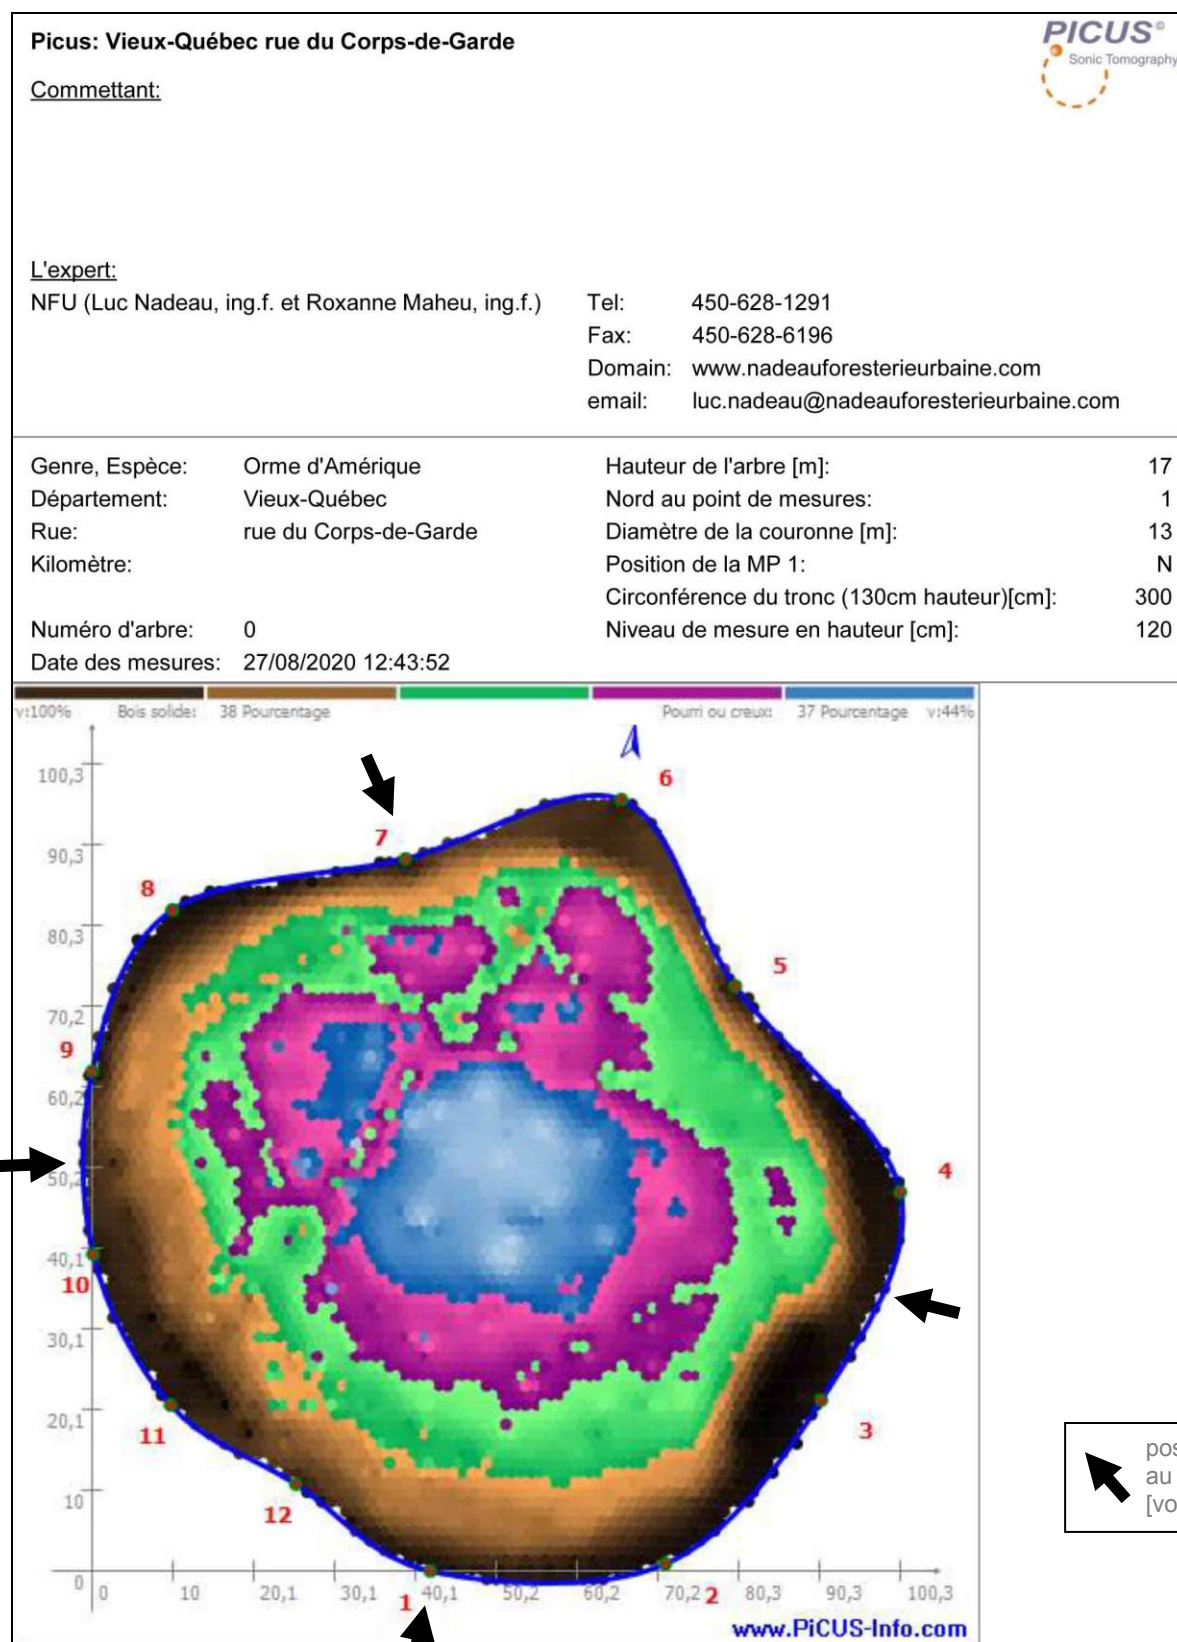 Picus: Vieux-Québec rue du Corps-de-Garde
PICUS©
Sonic Tomography
Commettant:
L'expert:
NFU (Luc Nadeau, ing.f. et Roxanne Maheu, ing.f.) Tel: 450-628-1291
Fax: 450-628-6196
Domain: www.nadeauforesterieurbaine.com
email: luc.nadeau@nadeauforesterieurbaine.com
Genre, Espèce: Orme d'Amérique Hauteur de l'arbre [m]: 17
Département: Vieux-Québec Nord au point de mesures: 1
Rue: rue du Corps-de-Garde Diamètre de la couronne [m]: 13
Kilomètre: Position de la MP 1: N
Circonférence du tronc (130cm hauteur)[cm]: 300
Numéro d'arbre: 0 Niveau de mesure en hauteur [cm]: 120
Date des mesures: 27/08/2020 12:43:52
v:100% Bois solide: 38 Pourcentage Pourri ou creux: 37 Pourcentage v:44%
100,3
6
7
90,3
8
80,3
5
70,2
9
60,2
50,2
4
40,1
10
30,1
20,1
11
3
pos
au
[vo
10
12
0
0 10 20,1 30,1 40,1 50,2 60,2 70,2 80,3 90,3 100,3
1
2
www.PiCUS-Info.com